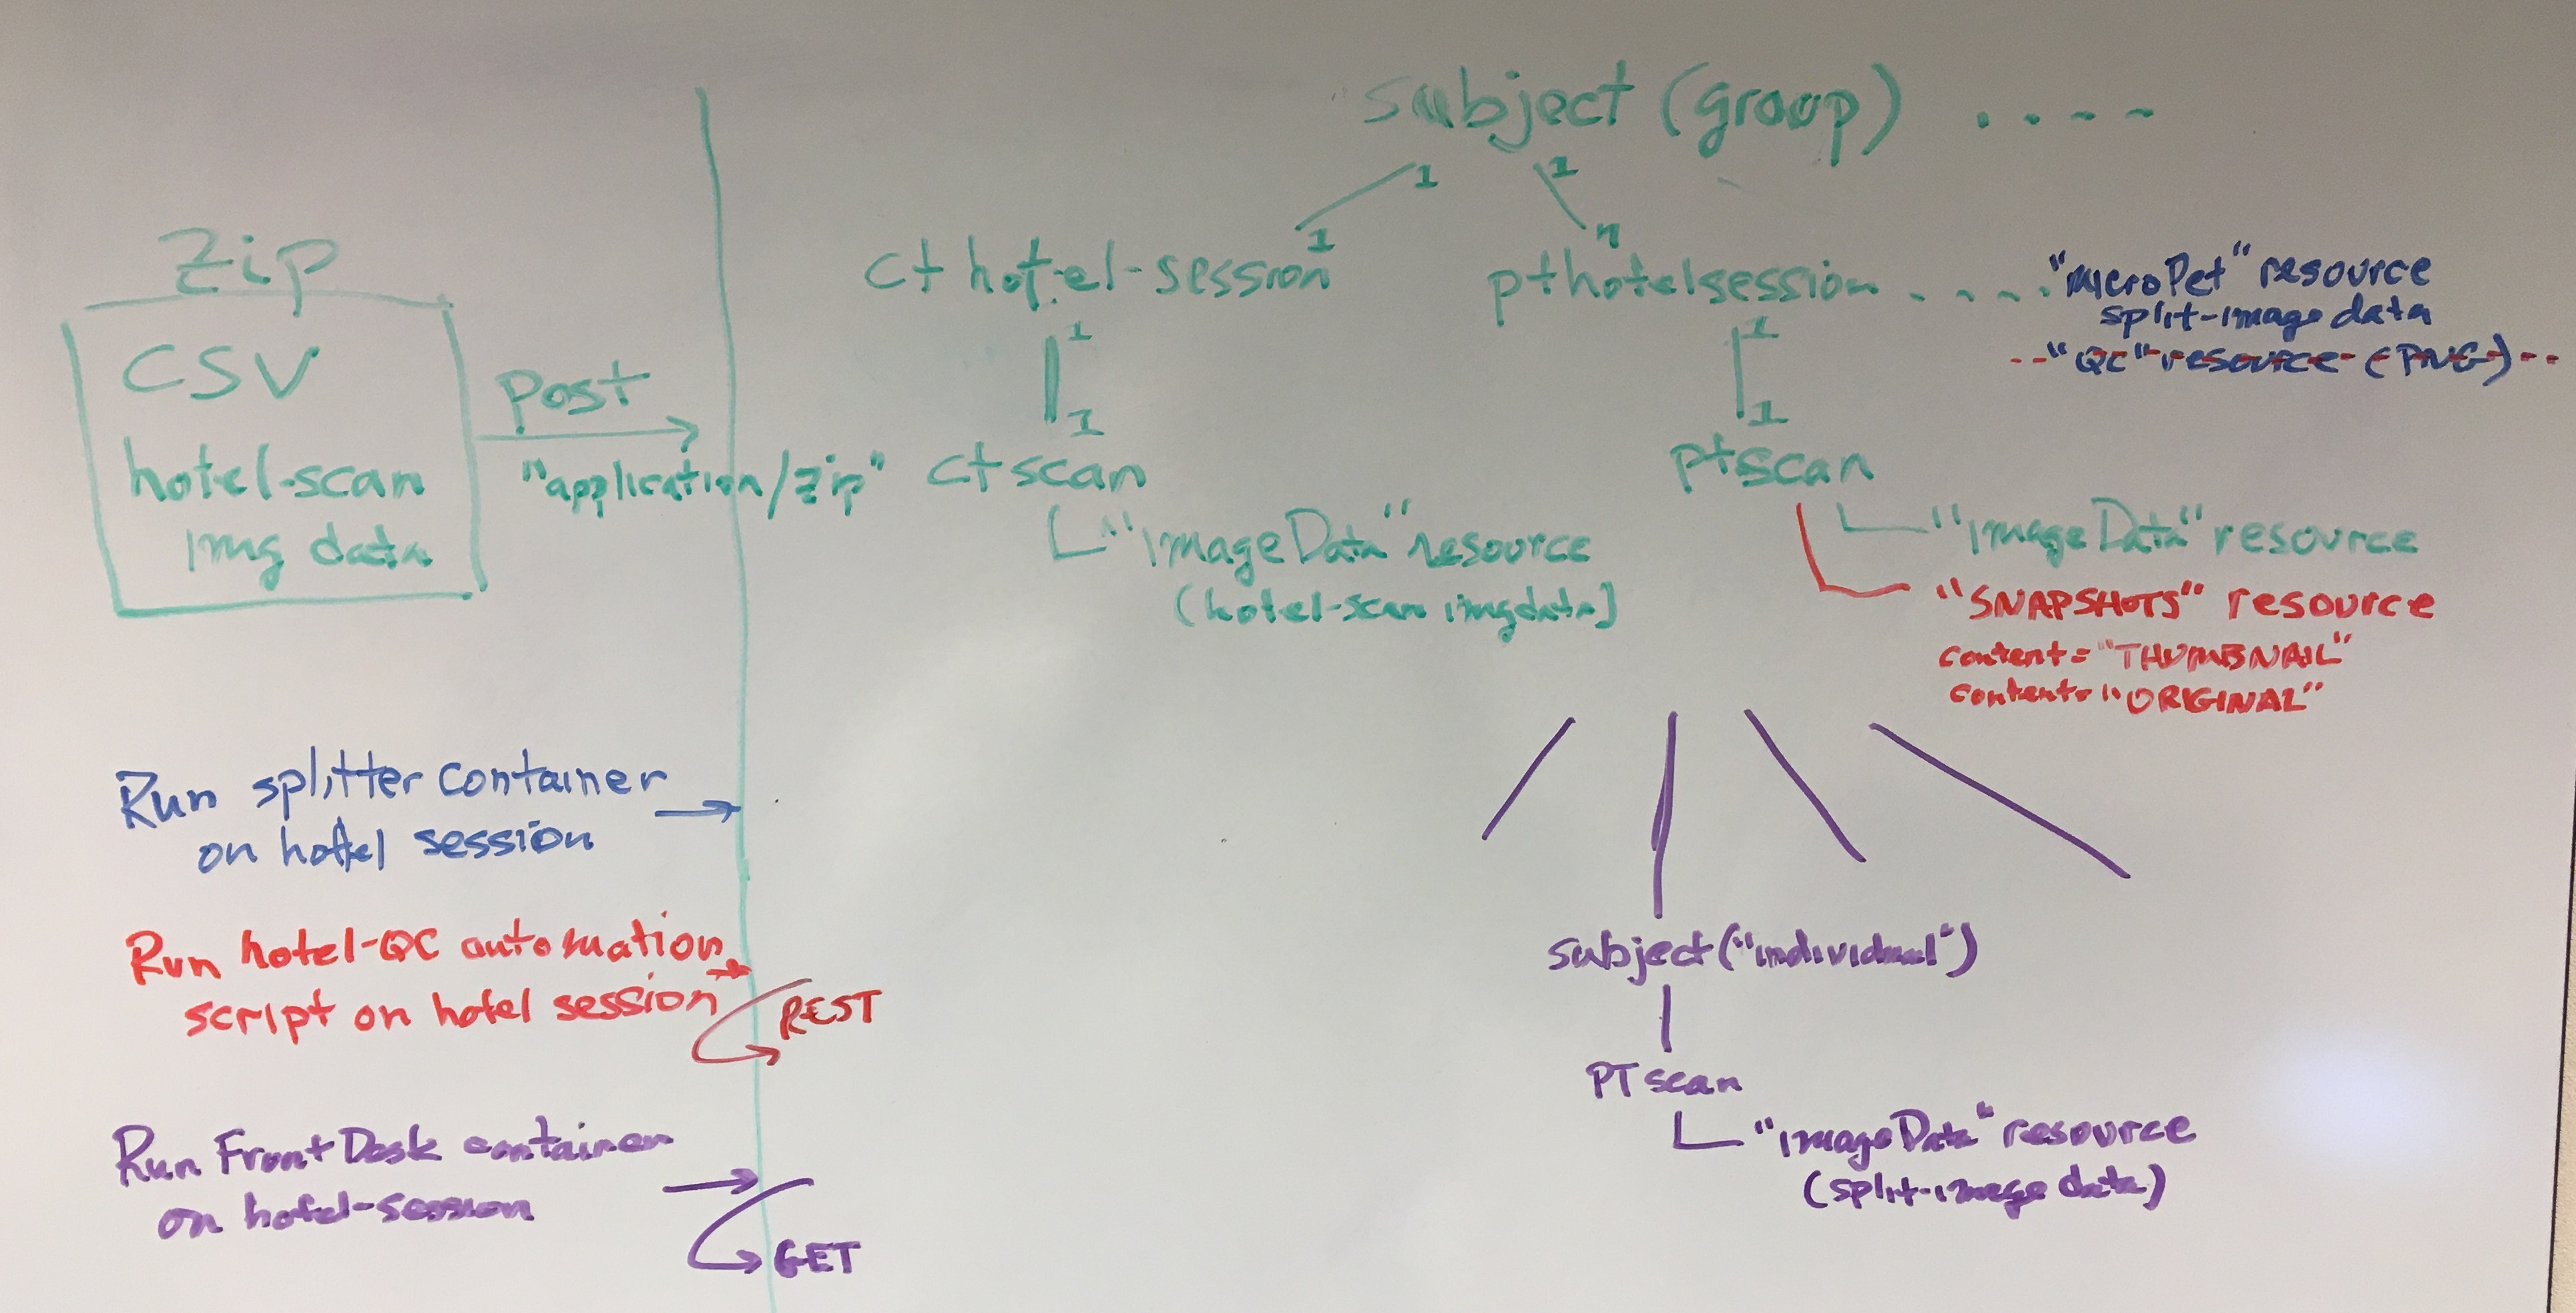 subject (group) . . . .
1 1
1 n
Zip
CSV
hotel-scan
img data
Post
"application/zip"
ct hotel-session
pthotelsession . . . .
"microPet" resource
split-image data
--"QC" resource (PNG)--
1
1
ctscan
"ImageData" resource
(hotel-scan imgdata)
1
1
ptscan
"ImageData" resource
"SNAPSHOTS" resource
content="THUMBNAIL"
content="ORIGINAL"
Run splitter container
on hotel session
Run hotel-QC automation
script on hotel session
REST
Run FrontDesk container
on hotel-session
GET
subject("individual")
PT scan
"ImageData" resource
(split-image data)